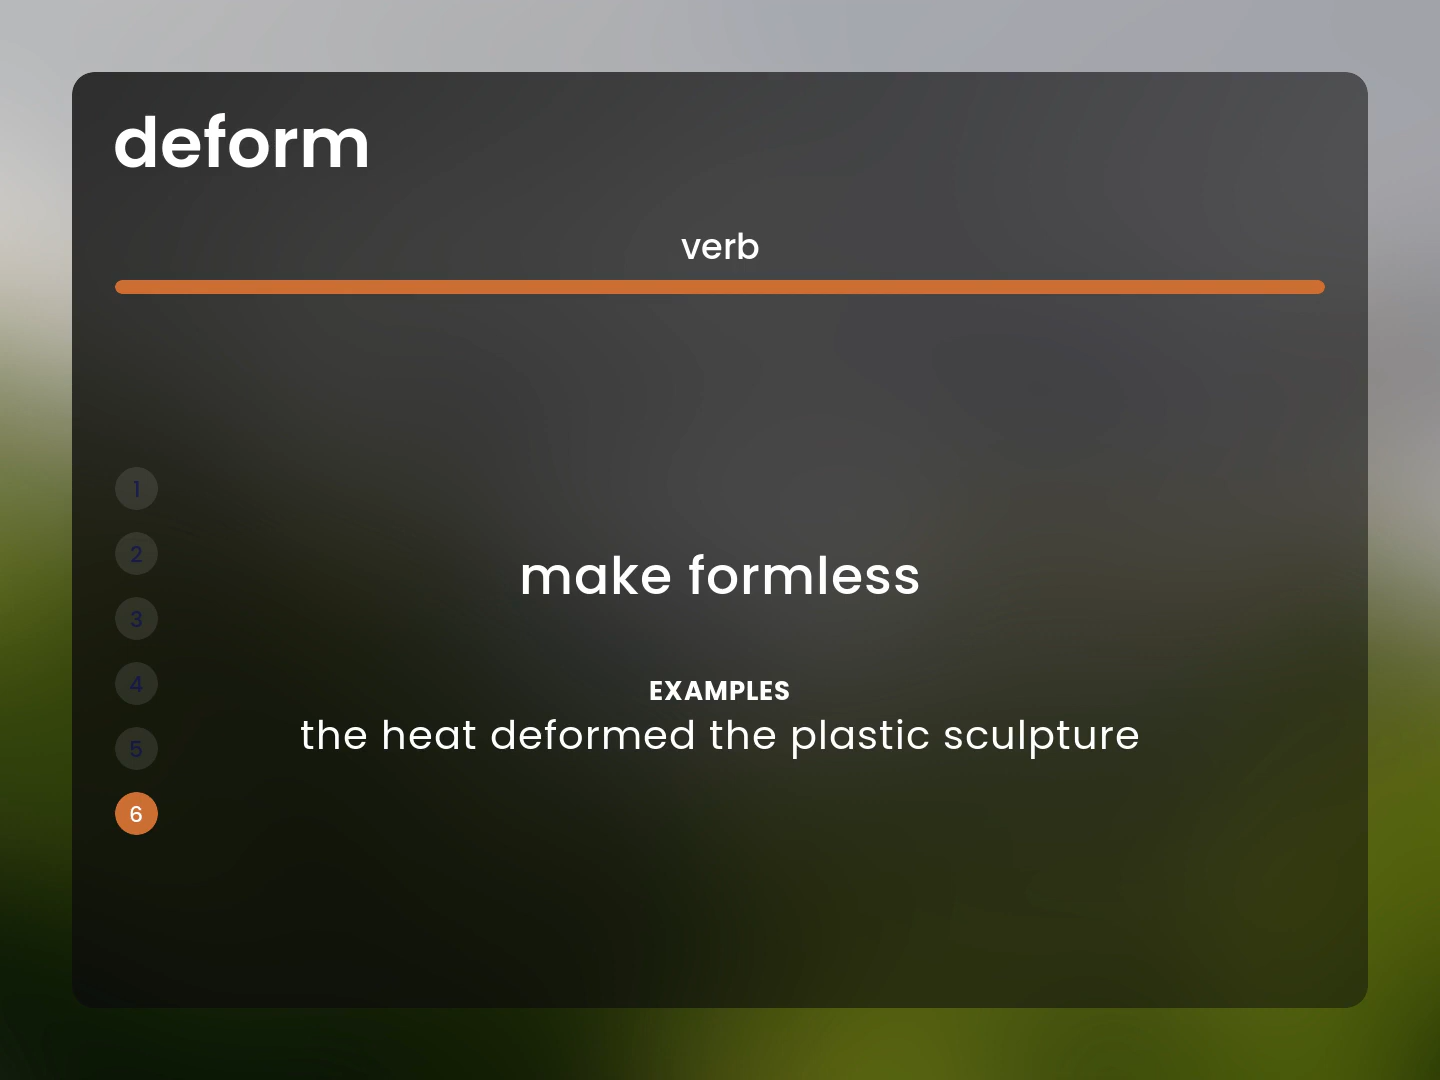 deform
verb
1
2
3
4
5
6
make formless
EXAMPLES
the heat deformed the plastic sculpture